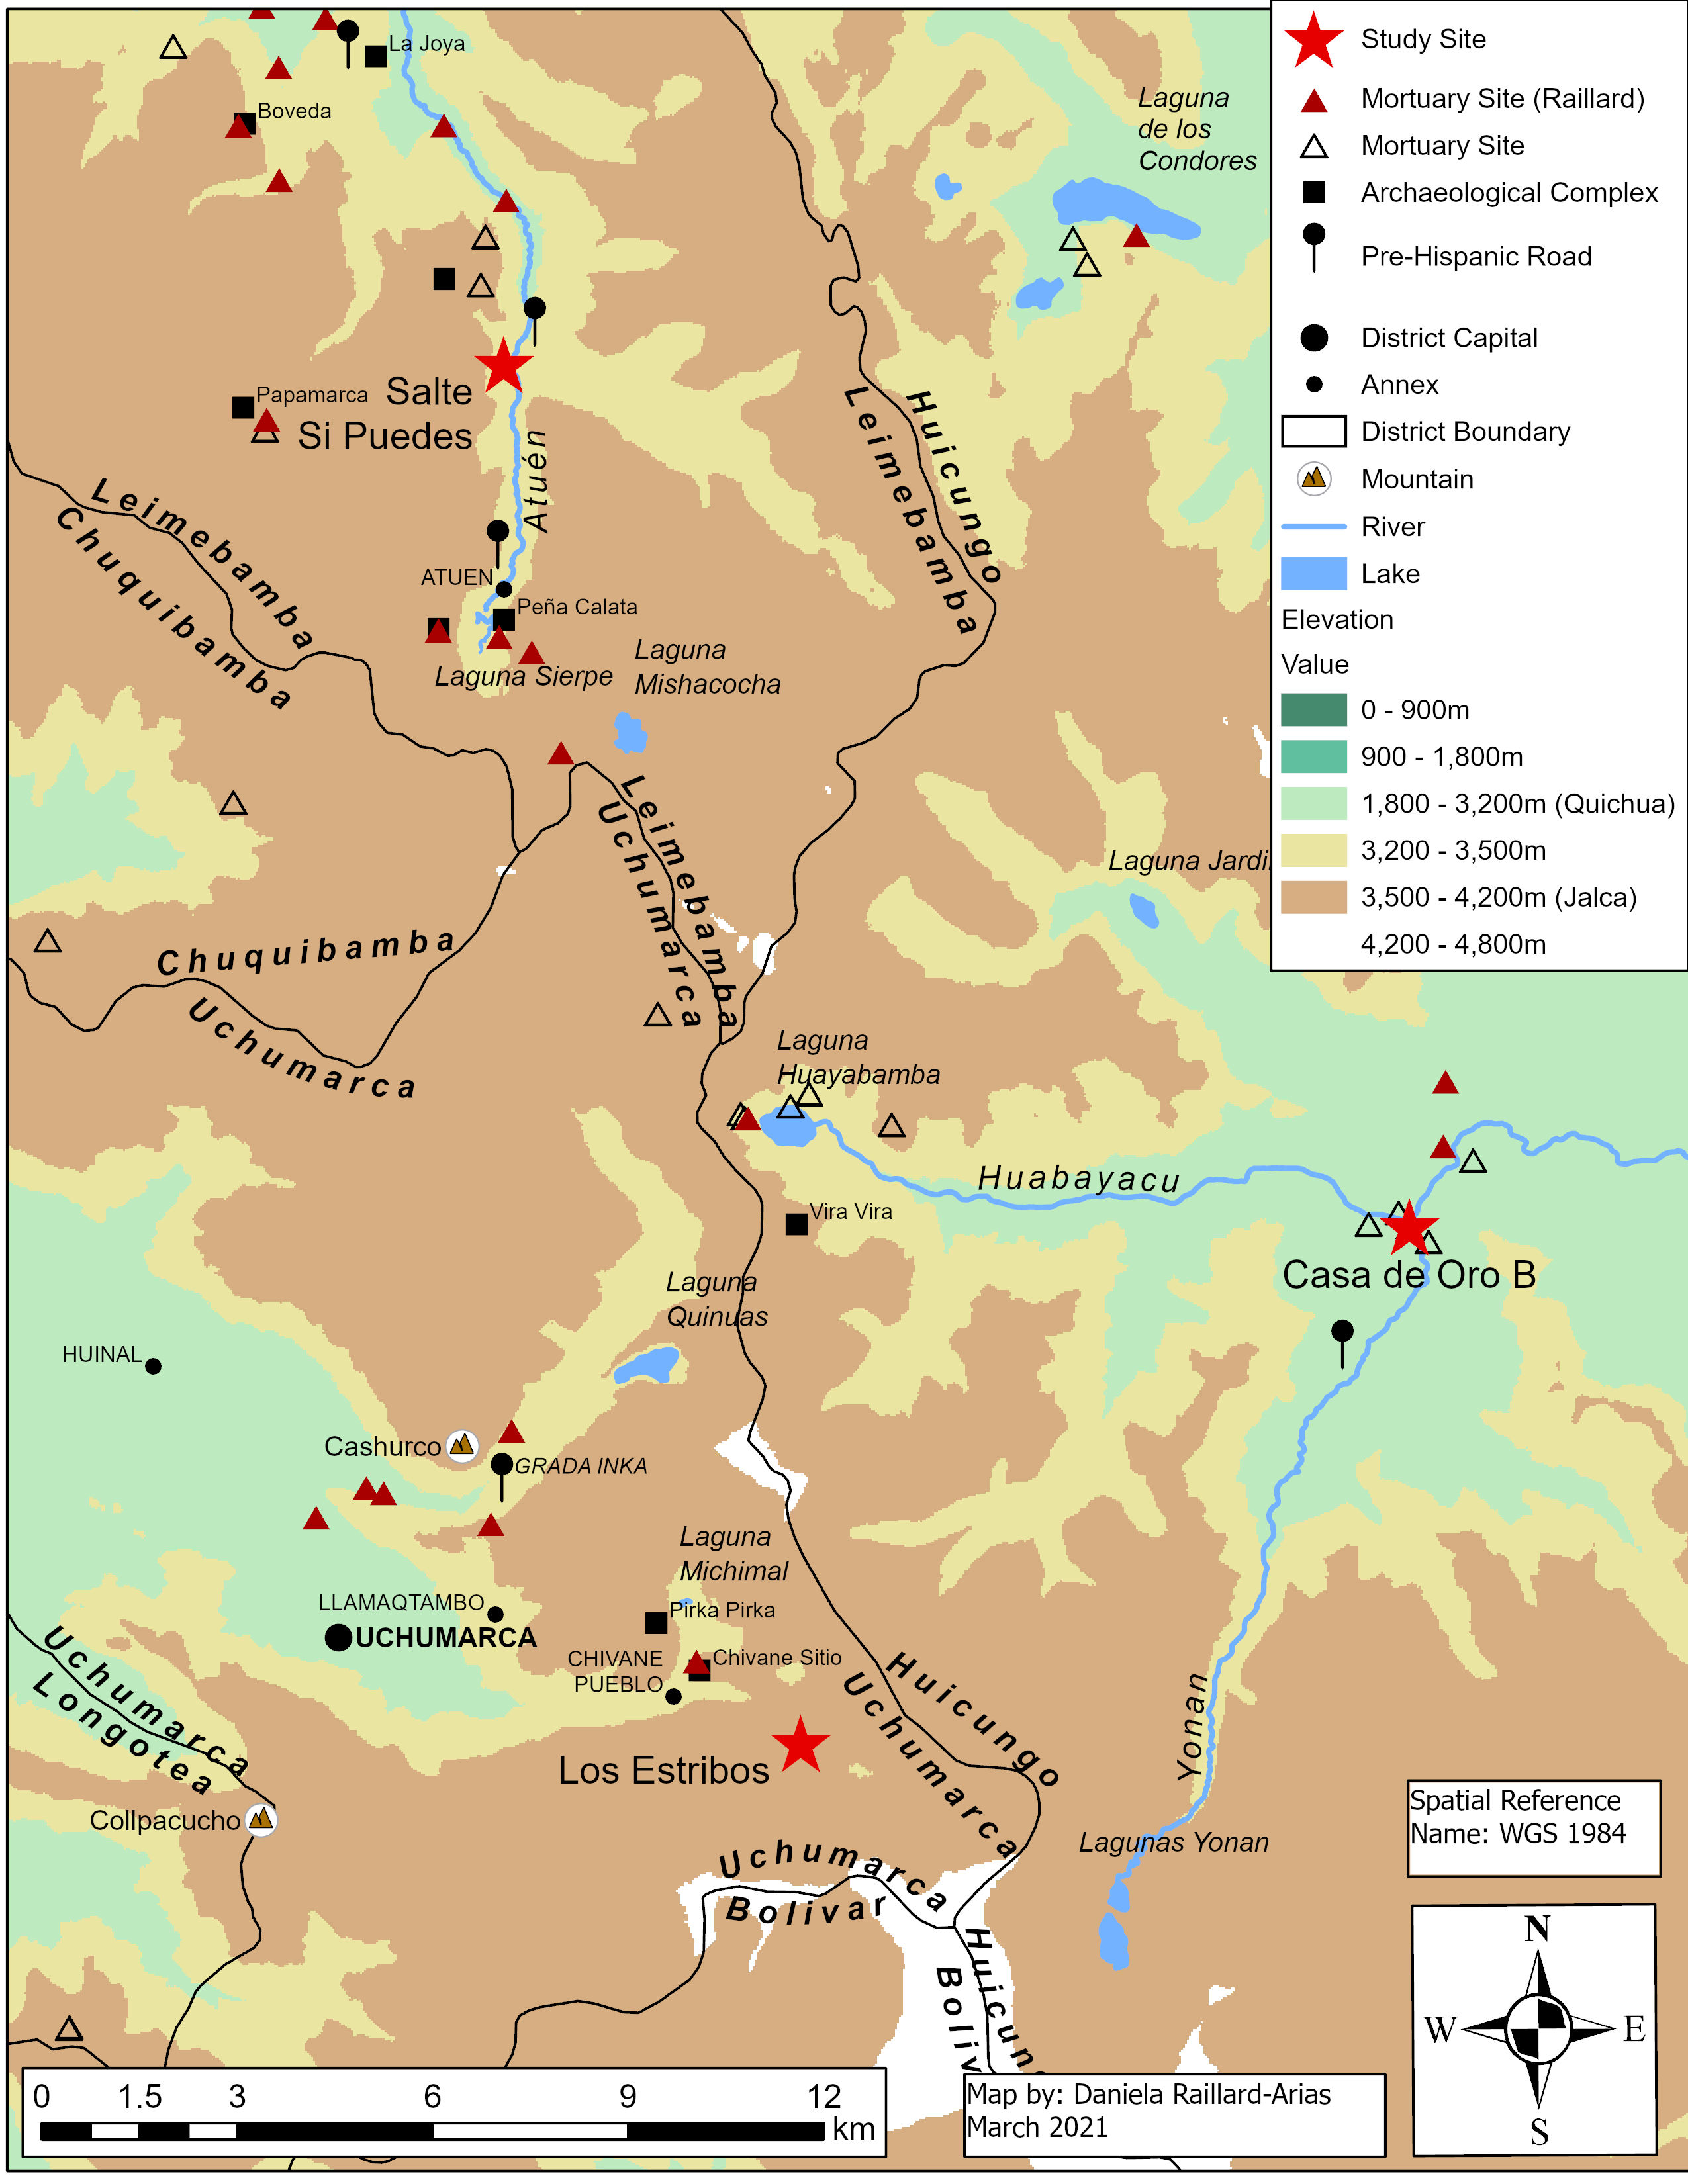 La Joya
Boveda
Laguna
de los
Condores
Papamarca
Salte
Si Puedes
Atuén
Leimebamba
Chuquibamba
Huicungo
Leimebamba
ATUEN
Peña Calata
Laguna Sierpe
Laguna
Mishacocha
Leimebamba
Uchumarca
Laguna Jardi
Chuquibamba
Uchumarca
Laguna
Huayabamba
Huabayacu
Vira Vira
Casa de Oro B
Laguna
Quinuas
HUINAL
Cashurco
GRADA INKA
Laguna
Michimal
LLAMAQTAMBO
UCHUMARCA
Pirka Pirka
CHIVANE
PUEBLO
Chivane Sitio
Los Estribos
Huicungo
Uchumarca
Yonan
Uchumarca
Longotea
Collpacucho
Lagunas Yonan
Uchumarca
Bolivar
Huicung
Boliv
Study Site
Mortuary Site (Raillard)
Mortuary Site
Archaeological Complex
Pre-Hispanic Road
District Capital
Annex
District Boundary
Mountain
River
Lake
Elevation
Value
0 - 900m
900 - 1,800m
1,800 - 3,200m (Quichua)
3,200 - 3,500m
3,500 - 4,200m (Jalca)
4,200 - 4,800m
Spatial Reference
Name: WGS 1984
N
W E
S
0 1.5 3 6 9 12
km
Map by: Daniela Raillard-Arias
March 2021